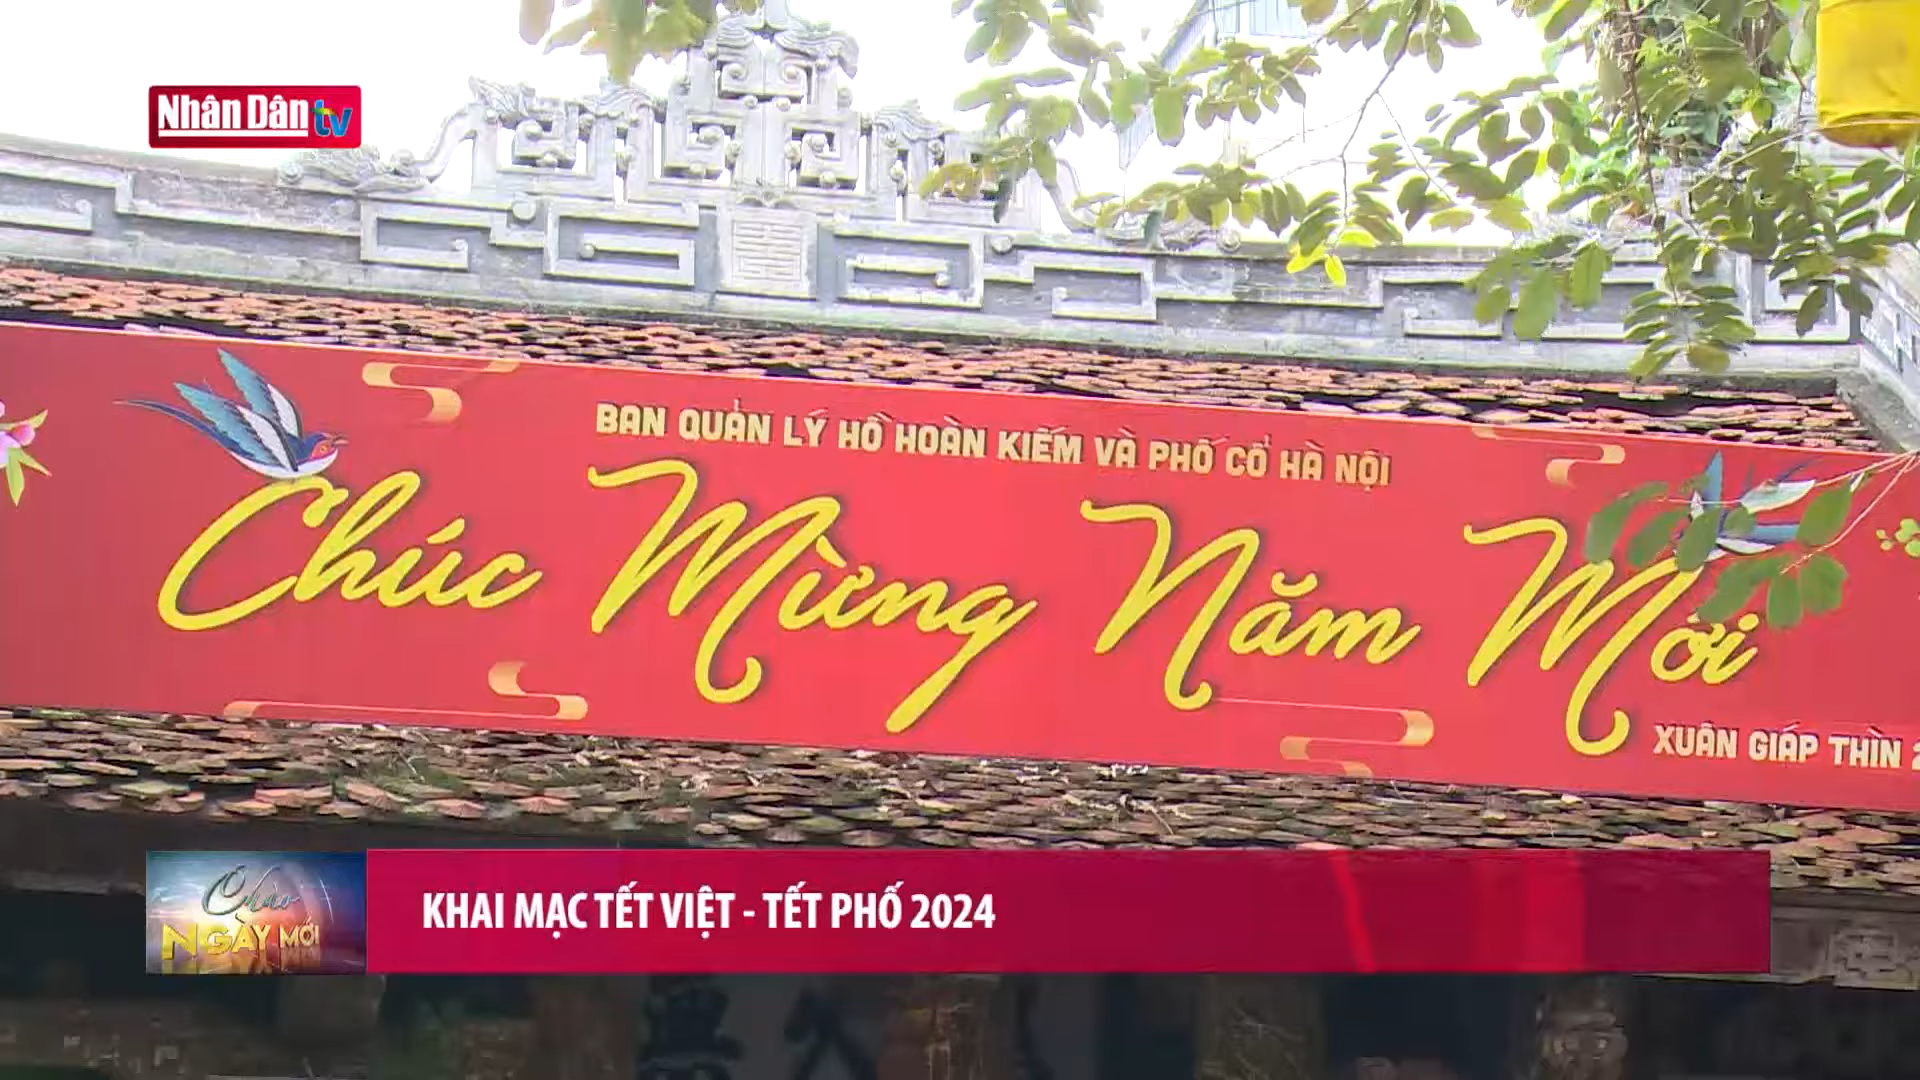 Nhân Dân tv
BAN QUẢN LÝ HỒ HOÀN KIẾM VÀ PHỐ CỔ HÀ NỘI
Chúc Mừng Năm Mới
XUÂN GIÁP THÌN
Chào
NGÀY MỚI
KHAI MẠC TẾT VIỆT - TẾT PHỐ 2024